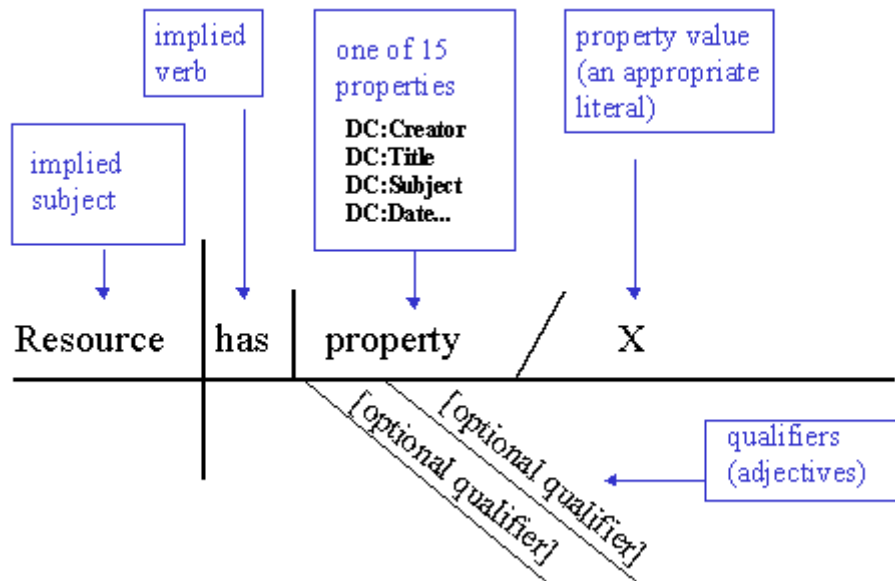 implied
verb
one of 15
properties
DC:Creator
DC:Title
DC:Subject
DC:Date...
property value
(an appropriate
literal)
implied
subject
Resource has property X
[optional qualifier]
[optional qualifier]
qualifiers
(adjectives)